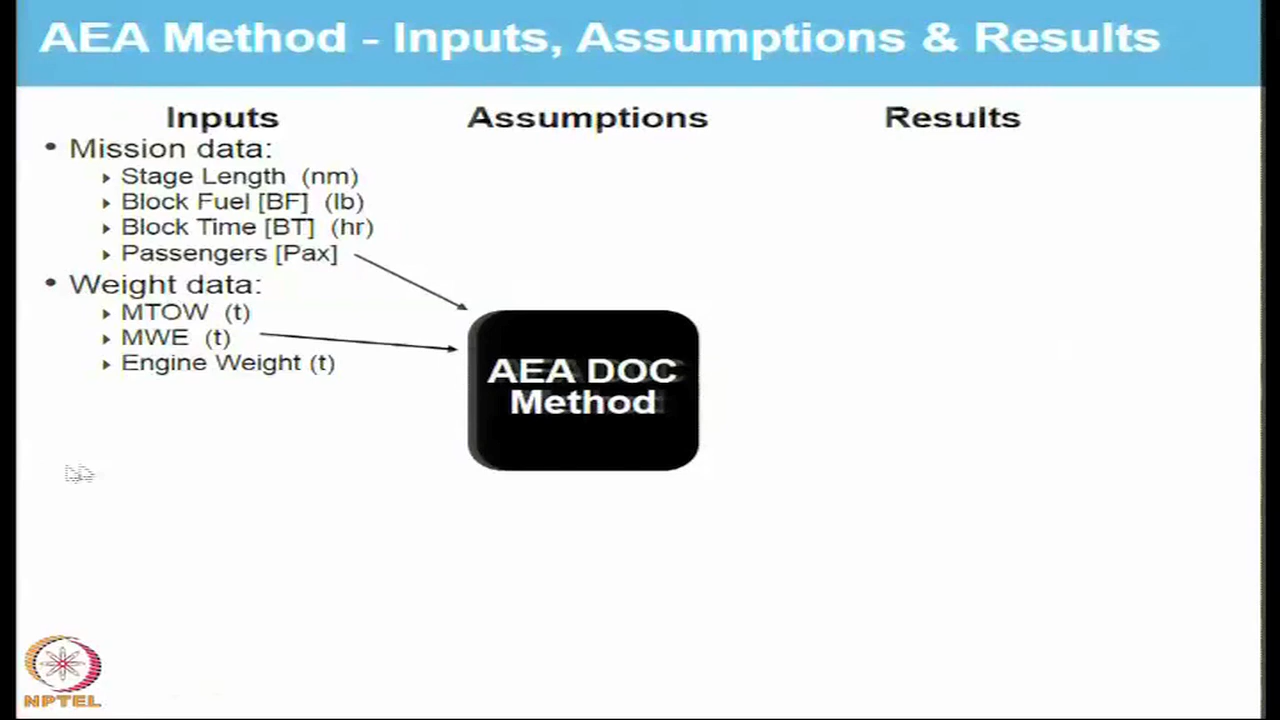 AEA Method - Inputs, Assumptions & Results
Inputs
Assumptions
Results
• Mission data:
Stage Length (nm)
Block Fuel [BF] (lb)
Block Time [BT] (hr)
Passengers [Pax]
• Weight data:
MTOW (t)
MWE (t)
Engine Weight (t)
AEA DOC
Method
NPTEL